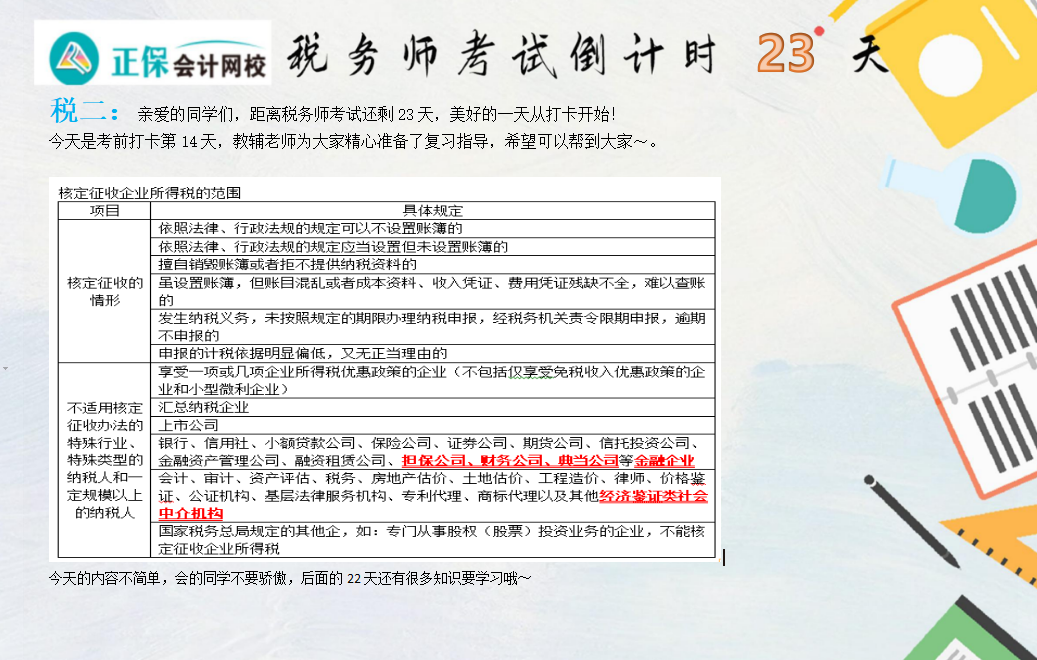 正保会计网校 税务师考试倒计时 23 天
税二：亲爱的同学们，距离税务师考试还剩 23 天，美好的一天从打卡开始！
今天是考前打卡第 14 天，教辅老师为大家精心准备了复习指导，希望可以帮到大家～。
核定征收企业所得税的范围
项目 具体规定
核定征收的
情形
依照法律、行政法规的规定可以不设置账簿的
依照法律、行政法规的规定应当设置但未设置账簿的
擅自销毁账簿或者拒不提供纳税资料的
虽设置账簿，但账目混乱或者成本资料、收入凭证、费用凭证残缺不全，难以查账
的
发生纳税义务，未按照规定的期限办理纳税申报，经税务机关责令限期申报，逾期
不申报的
申报的计税依据明显偏低，又无正当理由的
不适用核定
征收办法的
特殊行业、
特殊类型的
纳税人和一
定规模以上
的纳税人
享受一项或几项企业所得税优惠政策的企业（不包括仅享受免税收入优惠政策的企
业和小型微利企业）
汇总纳税企业
上市公司
银行、信用社、小额贷款公司、保险公司、证券公司、期货公司、信托投资公司、
金融资产管理公司、融资租赁公司、担保公司、财务公司、典当公司等金融企业
会计、审计、资产评估、税务、房地产估价、土地估价、工程造价、律师、价格鉴
证、公证机构、基层法律服务机构、专利代理、商标代理以及其他经济鉴证类社会
中介机构
国家税务总局规定的其他企，如：专门从事股权（股票）投资业务的企业，不能核
定征收企业所得税
今天的内容不简单，会的同学不要骄傲，后面的 22 天还有很多知识要学习哦～